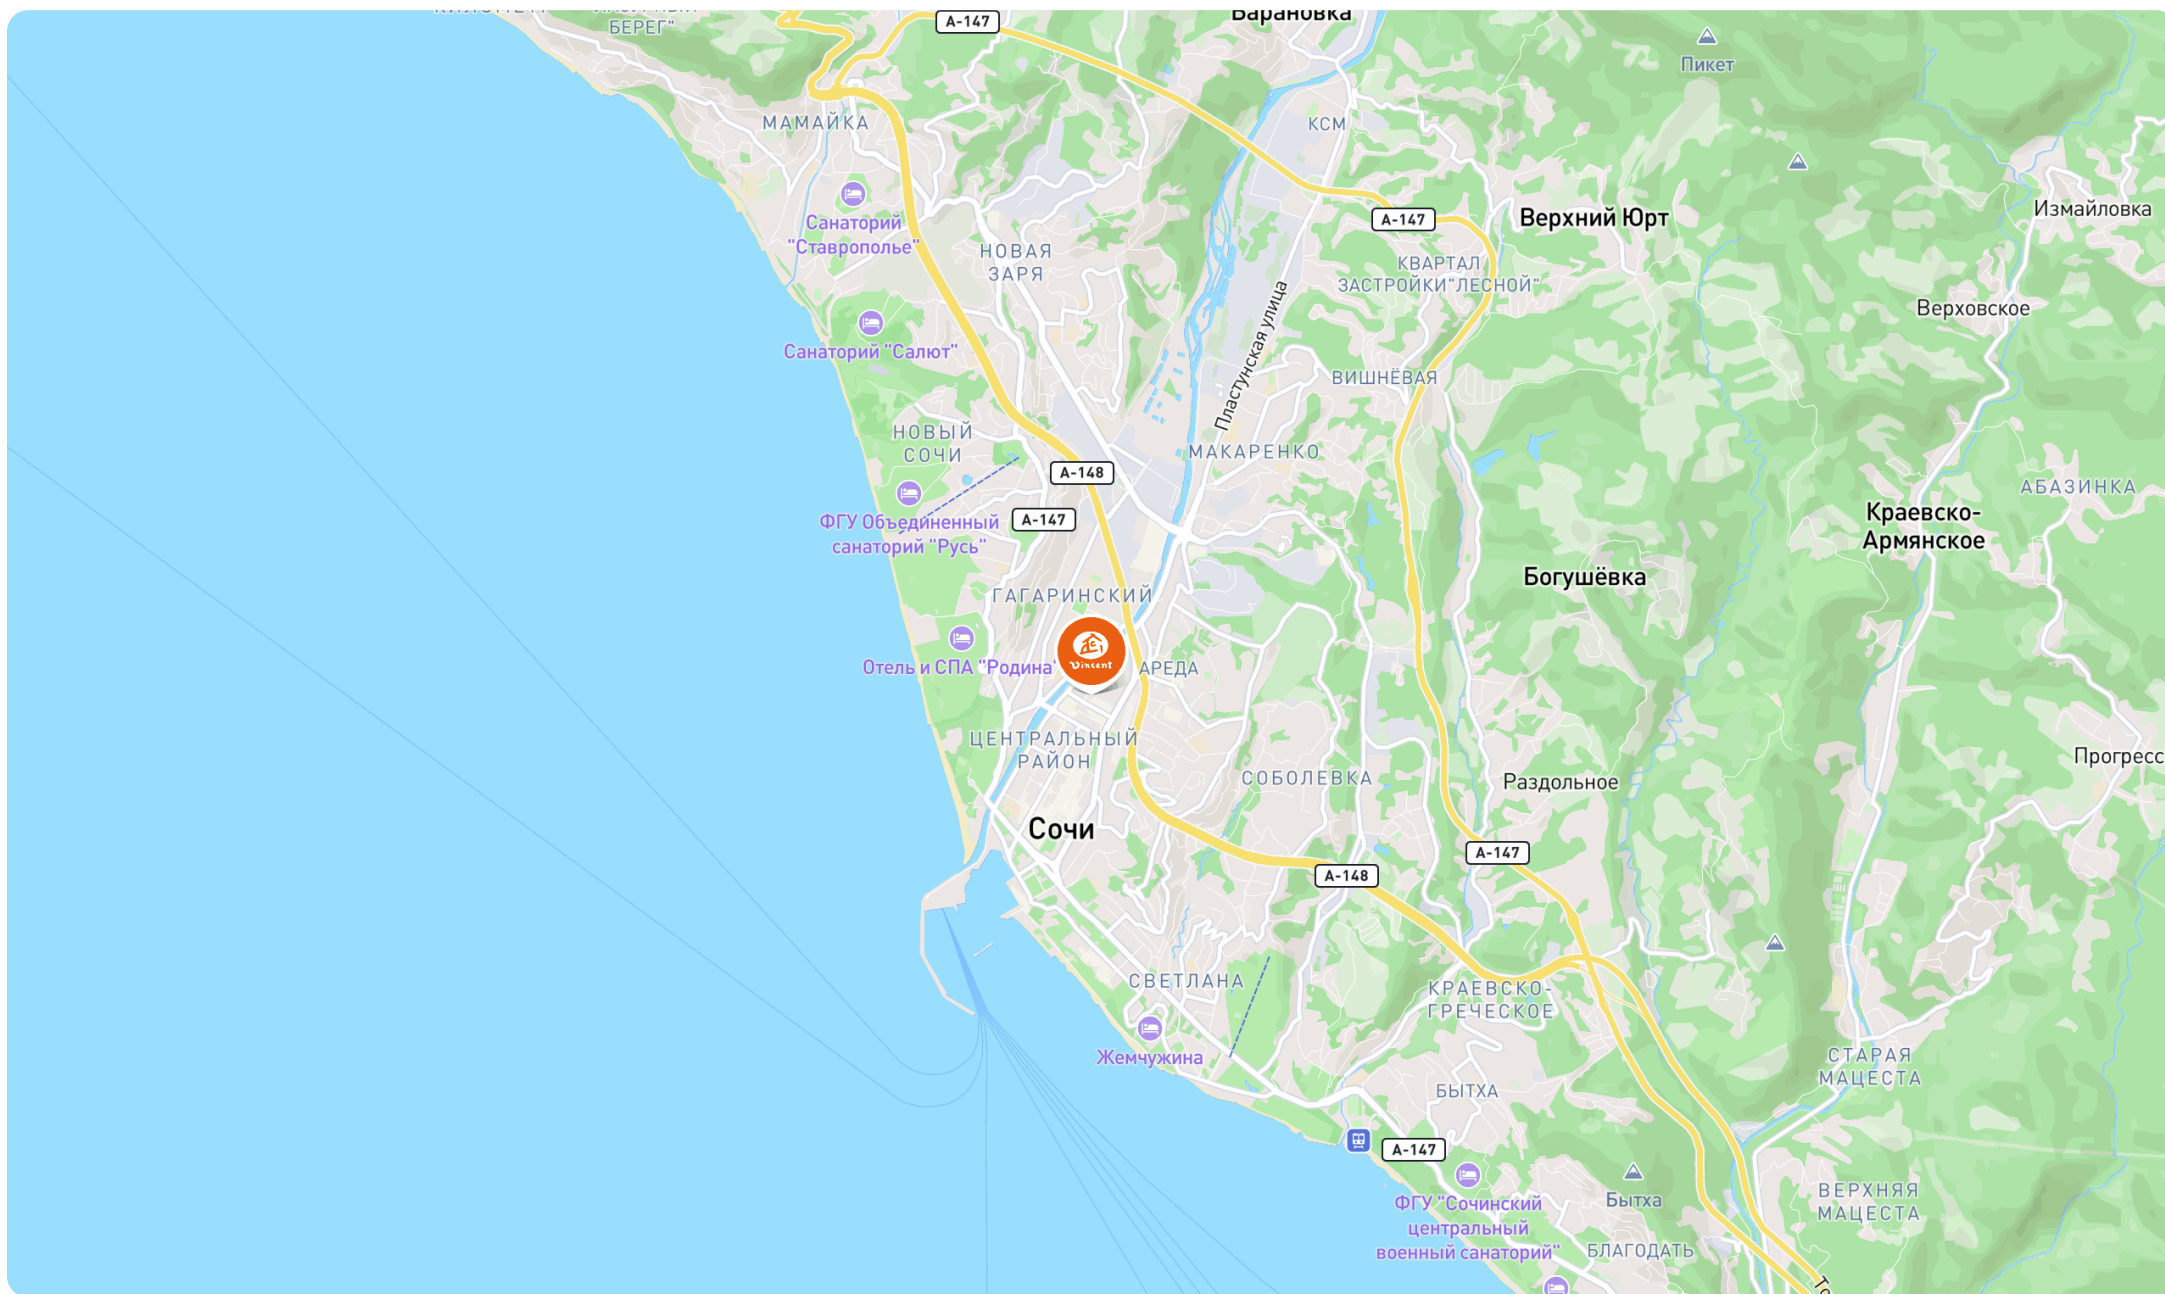 БЕРЕГ"
A-147
Барановка
Пикет
МАМАЙКА
КСМ
Санаторий
"Ставрополье"
A-147
Верхний Юрт
Измайловка
НОВАЯ
ЗАРЯ
КВАРТАЛ
ЗАСТРОЙКИ"ЛЕСНОЙ"
Верховское
Санаторий "Салют"
Пластунская улица
ВИШНЁВАЯ
НОВЫЙ
СОЧИ
МАКАРЕНКО
A-148
АБАЗИНКА
ФГУ Объединенный
санаторий "Русь"
A-147
Краевско-
Армянское
Богушёвка
ГАГАРИНСКИЙ
Vincent
Отель и СПА "Родина"
АРЕДА
ЦЕНТРАЛЬНЫЙ
РАЙОН
Прогресс
СОБОЛЕВКА
Раздольное
Сочи
A-147
A-148
СВЕТЛАНА
КРАЕВСКО-
ГРЕЧЕСКОЕ
Жемчужина
СТАРАЯ
МАЦЕСТА
БЫТХА
A-147
ФГУ "Сочинский
центральный
военный санаторий"
Бытха
ВЕРХНЯЯ
МАЦЕСТА
БЛАГОДАТЬ